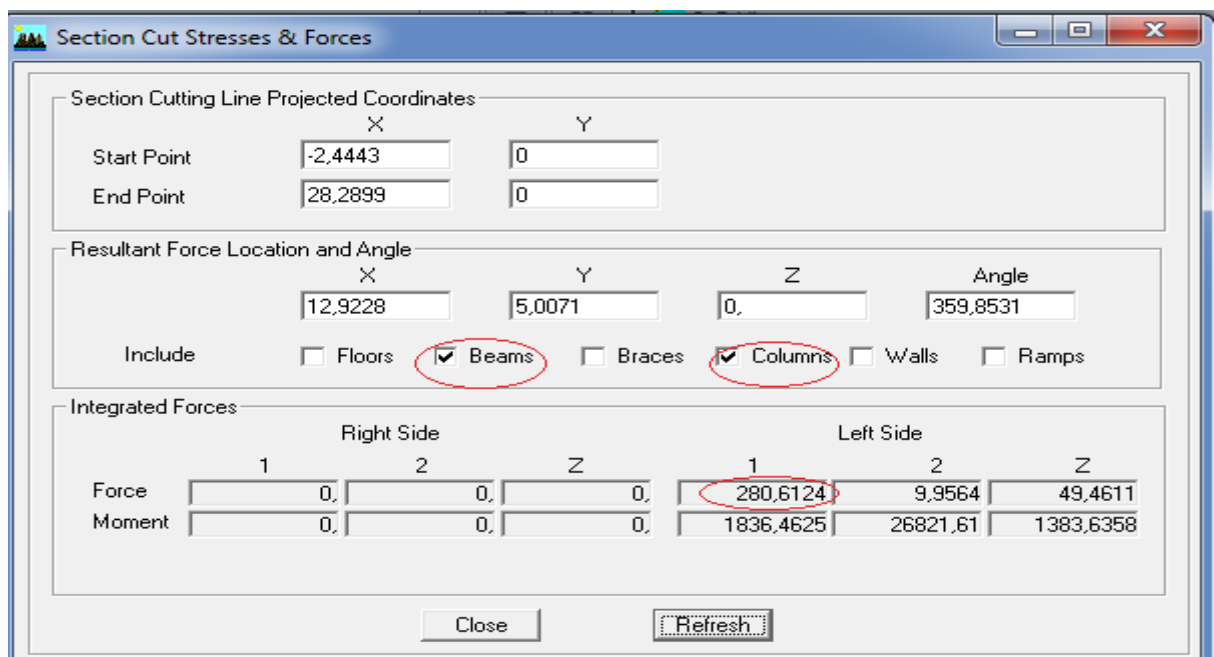 Section Cut Stresses & Forces
Section Cutting Line Projected Coordinates
X Y
Start Point -2,4443 0
End Point 28,2899 0
Resultant Force Location and Angle
X Y Z Angle
12,9228 5,0071 0, 359,8531
Include Floors Beams Braces Columns Walls Ramps
Integrated Forces
Right Side Left Side
1 2 Z 1 2 Z
Force 0, 0, 0, 280,6124 9,9564 49,4611
Moment 0, 0, 0, 1836,4625 26821,61 1383,6358
Close Refresh